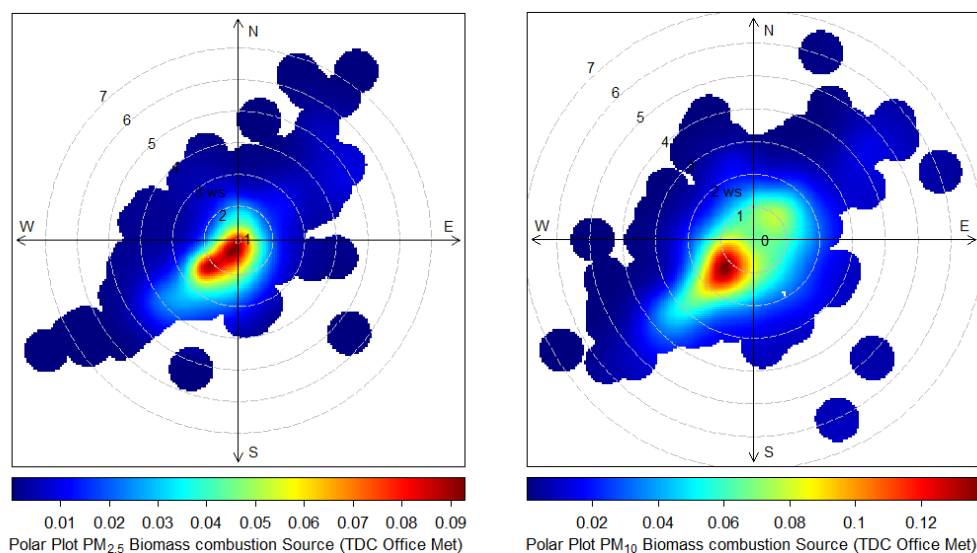 N
7
6
5
4
3 ws
2
W
E
1
S
0.01 0.02 0.03 0.04 0.05 0.06 0.07 0.08 0.09
Polar Plot PM2.5 Biomass combustion Source (TDC Office Met)
N
7
6
5
4
3
2 ws
1
W
E
0
S
0.02 0.04 0.06 0.08 0.1 0.12
Polar Plot PM10 Biomass combustion Source (TDC Office Met)